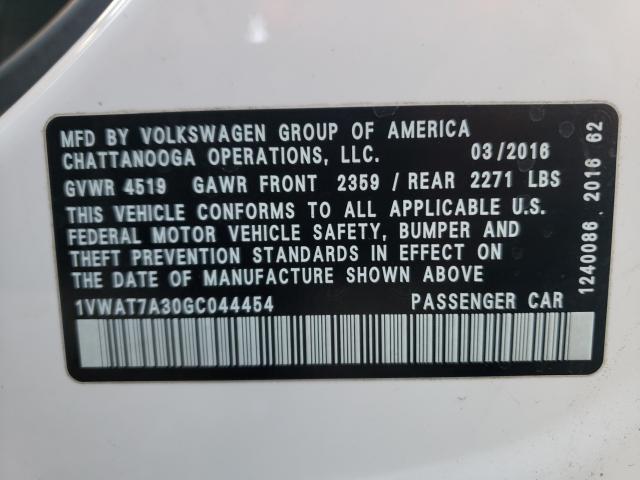 MFD BY VOLKSWAGEN GROUP OF AMERICA
CHATTANOOGA OPERATIONS, LLC. 03/2016
GVWR 4519 GAWR FRONT 2359 / REAR 2271 LBS
THIS VEHICLE CONFORMS TO ALL APPLICABLE U.S.
FEDERAL MOTOR VEHICLE SAFETY, BUMPER AND
THEFT PREVENTION STANDARDS IN EFFECT ON
THE DATE OF MANUFACTURE SHOWN ABOVE
1VWAT7A30GC044454 PASSENGER CAR
1240086.2016 62